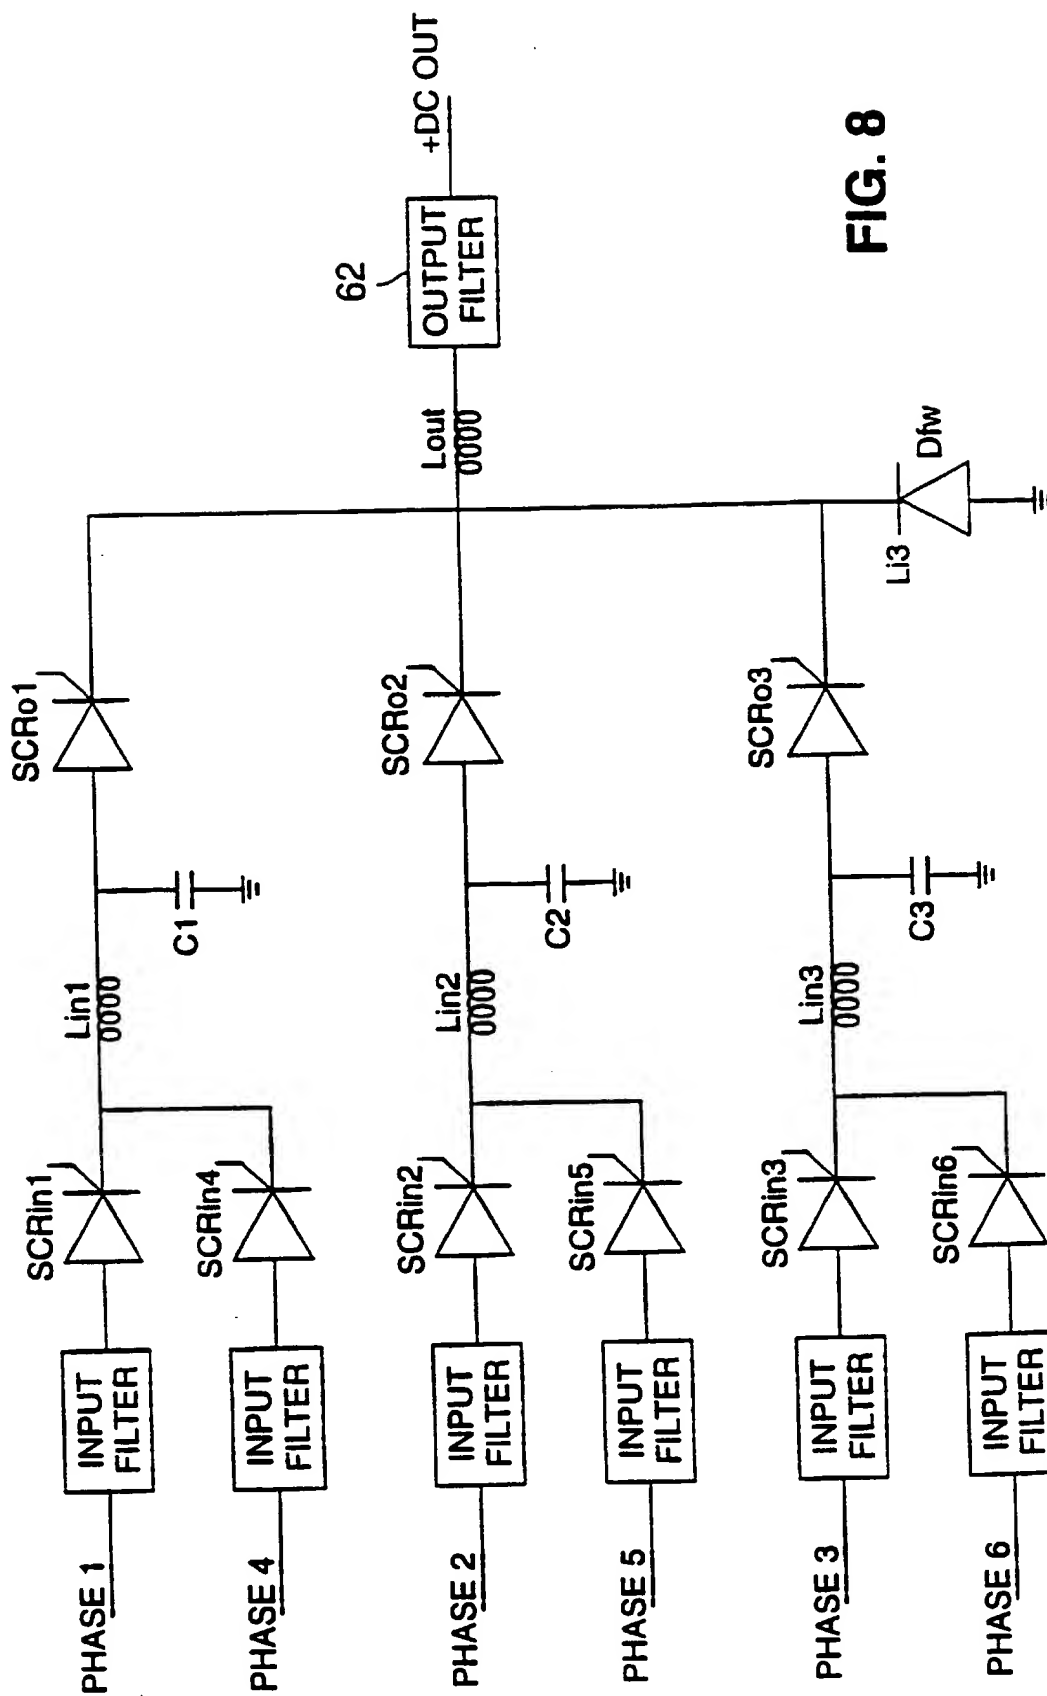 PHASE 1
INPUT
FILTER
SCRin1
Lin1
C1
SCRo1
PHASE 4
INPUT
FILTER
SCRin4
PHASE 2
INPUT
FILTER
SCRin2
Lin2
C2
SCRo2
Lout
62
OUTPUT
FILTER
+DC OUT
PHASE 5
INPUT
FILTER
SCRin5
PHASE 3
INPUT
FILTER
SCRin3
Lin3
C3
SCRo3
Li3
Dfw
PHASE 6
INPUT
FILTER
SCRin6
FIG. 8